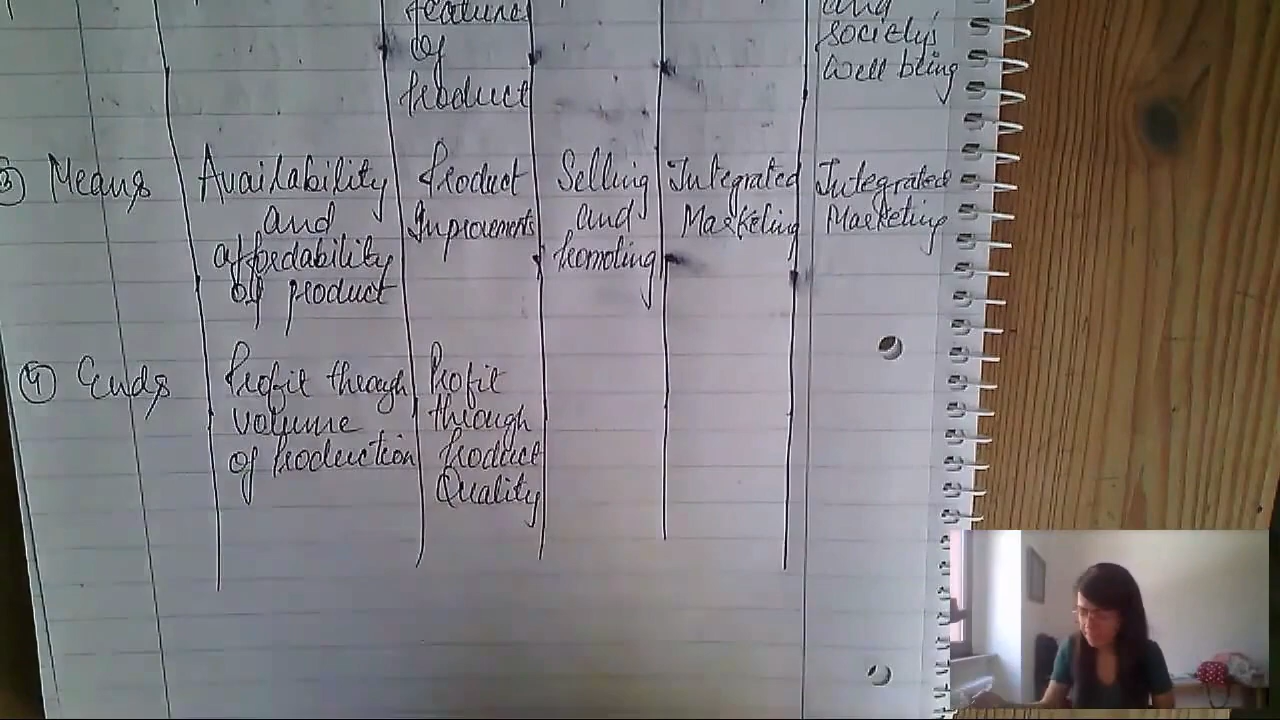 features
of
product
and
society's
well being
③ Means
Availability
and
affordability
of product
Product
Improvements
Selling
and
promoting
Integrated
Marketing
Integrated
Marketing
④ Ends
Profit through
volume
of production
Profit
through
product
Quality